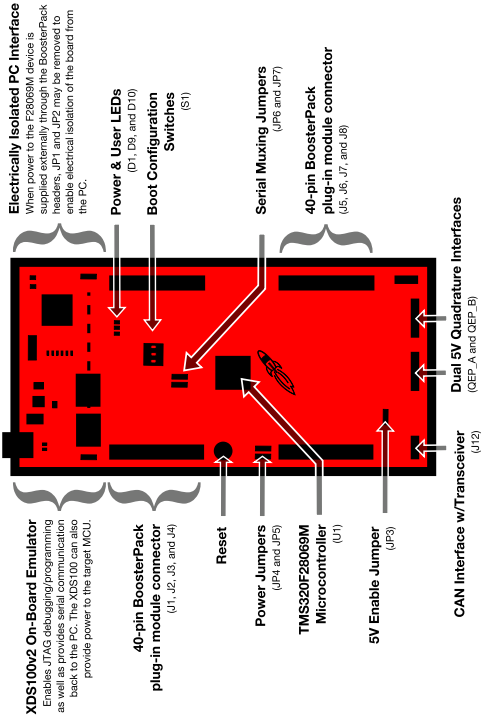 XDS100v2 On-Board Emulator
Enables JTAG debugging/programming
as well as provides serial communication
back to the PC. The XDS100 can also
provide power to the target MCU.
40-pin BoosterPack
plug-in module connector
(J1, J2, J3, and J4)
Reset
Power Jumpers
(JP4 and JP5)
TMS320F28069M
Microcontroller
(U1)
5V Enable Jumper
(JP3)
CAN Interface w/Transceiver
(J12)
Electrically Isolated PC Interface
When power to the F28069M device is
supplied externally through the BoosterPack
headers, JP1 and JP2 may be removed to
enable electrical isolation of the board from
the PC.
Power & User LEDs
(D1, D9, and D10)
Boot Configuration
Switches
(S1)
Serial Muxing Jumpers
(JP6 and JP7)
40-pin BoosterPack
plug-in module connector
(J5, J6, J7, and J8)
Dual 5V Quadrature Interfaces
(QEP_A and QEP_B)